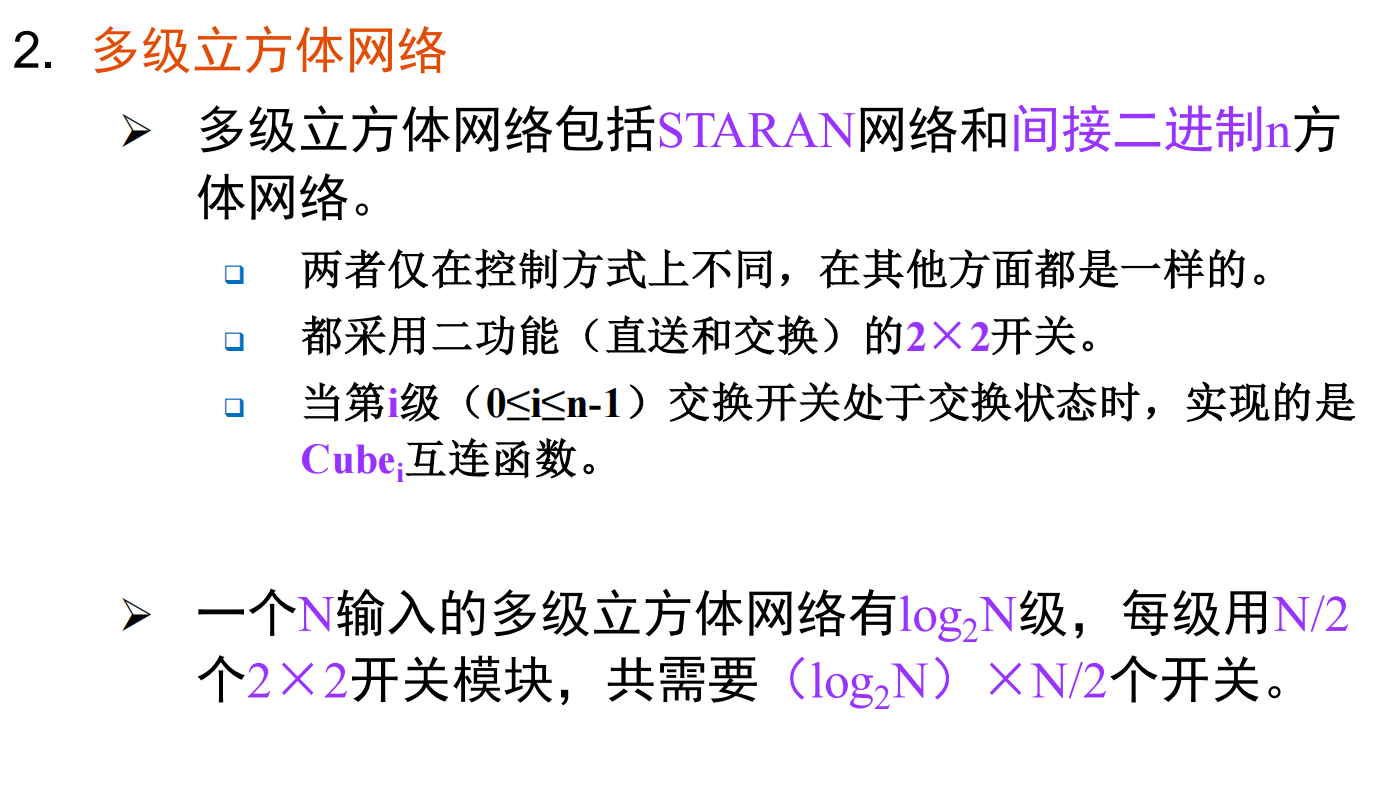 2. 多级立方体网络
➢ 多级立方体网络包括STARAN网络和间接二进制n方
体网络。
❑ 两者仅在控制方式上不同，在其他方面都是一样的。
❑ 都采用二功能（直送和交换）的2×2开关。
❑ 当第i级（0≤i≤n-1）交换开关处于交换状态时，实现的是
Cubeᵢ互连函数。
➢ 一个N输入的多级立方体网络有log₂N级，每级用N/2
个2×2开关模块，共需要（log₂N）×N/2个开关。